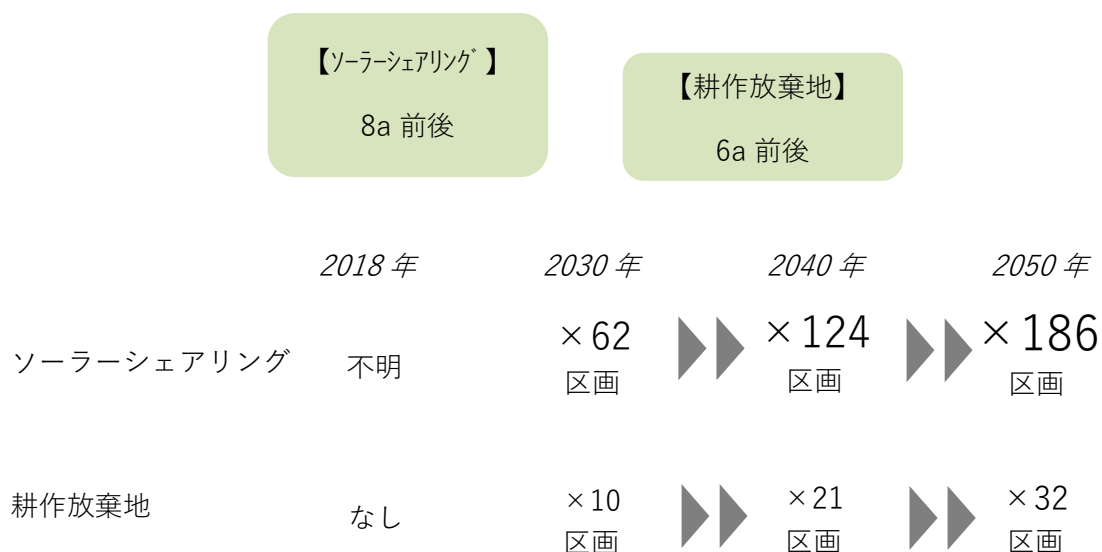 【ｿｰﾗｰｼｪｱﾘﾝｸﾞ】
8a 前後
【耕作放棄地】
6a 前後
2018 年 2030 年 2040 年 2050 年
ソーラーシェアリング 不明 ×62 ×124 ×186
区画 区画 区画
耕作放棄地 なし ×10 ×21 ×32
区画 区画 区画